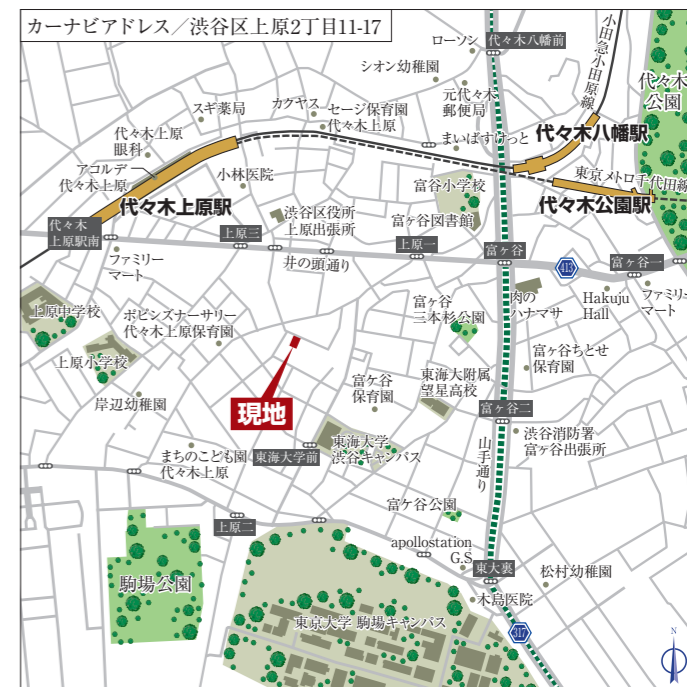 カーナビアドレス／渋谷区上原2丁目11-17
ローソン
代々木八幡前
小田急小田原線
シオン幼稚園
代々木
公園
元代々木
郵便局
スギ薬局
カクヤス
セージ保育園
代々木上原
代々木上原
眼科
まいばすけっと
代々木八幡駅
アコルデ
代々木上原
小林医院
東京メトロ千代田線
富谷小学校
代々木上原駅
代々木公園駅
渋谷区役所
上原出張所
富ヶ谷図書館
代々木
上原駅南
上原三
上原一
富ヶ谷
ファミリー
マート
井の頭通り
413
富ヶ谷一
上原中学校
ボビンズナーサリー
代々木上原保育園
富ヶ谷
三本杉公園
肉の
ハナマサ
Hakuju
Hall
ファミリー
マート
上原小学校
富ヶ谷ちとせ
保育園
岸辺幼稚園
現地
富ケ谷
保育園
東海大附属
望星高校
富ヶ谷二
まちのこども園
代々木上原
東海大学前
東海大学
渋谷キャンパス
山手通り
渋谷消防署
富ヶ谷出張所
富ケ谷公園
上原二
apollostation
G.S.
東大裏
駒場公園
松村幼稚園
木島医院
東京大学 駒場キャンパス
317
N